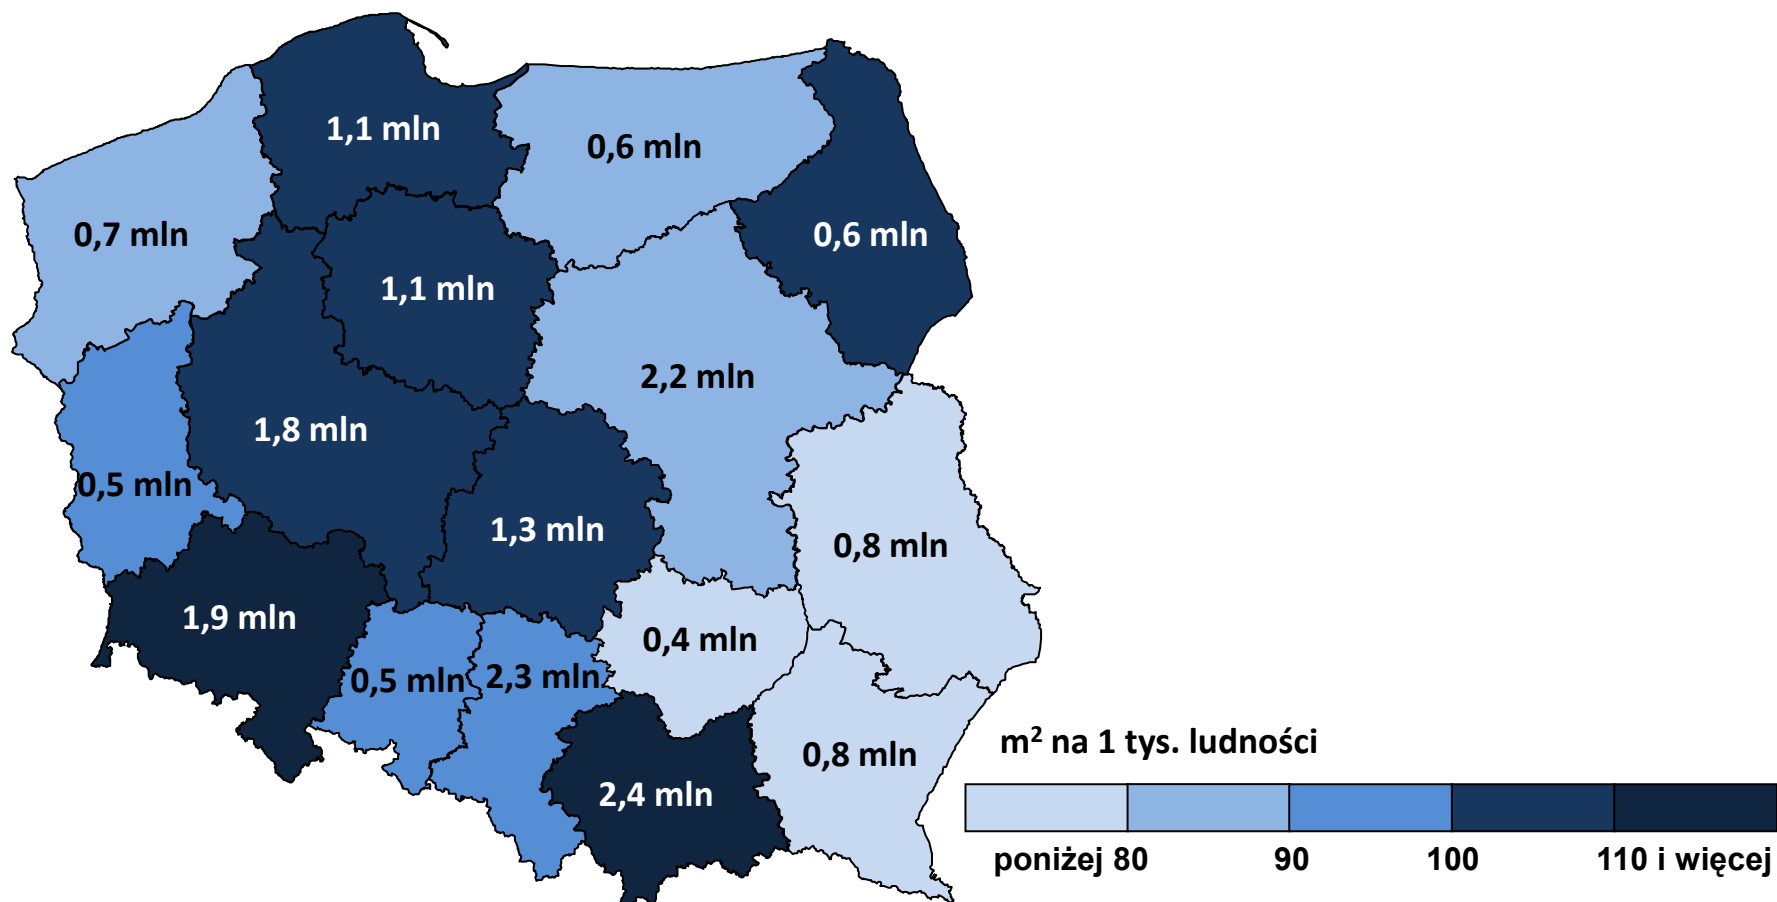 1,1 mln
0,6 mln
0,7 mln
0,6 mln
1,1 mln
2,2 mln
1,8 mln
0,5 mln
1,3 mln
0,8 mln
1,9 mln
0,4 mln
0,5 mln
2,3 mln
0,8 mln
2,4 mln
m² na 1 tys. ludności
poniżej 80 90 100 110 i więcej